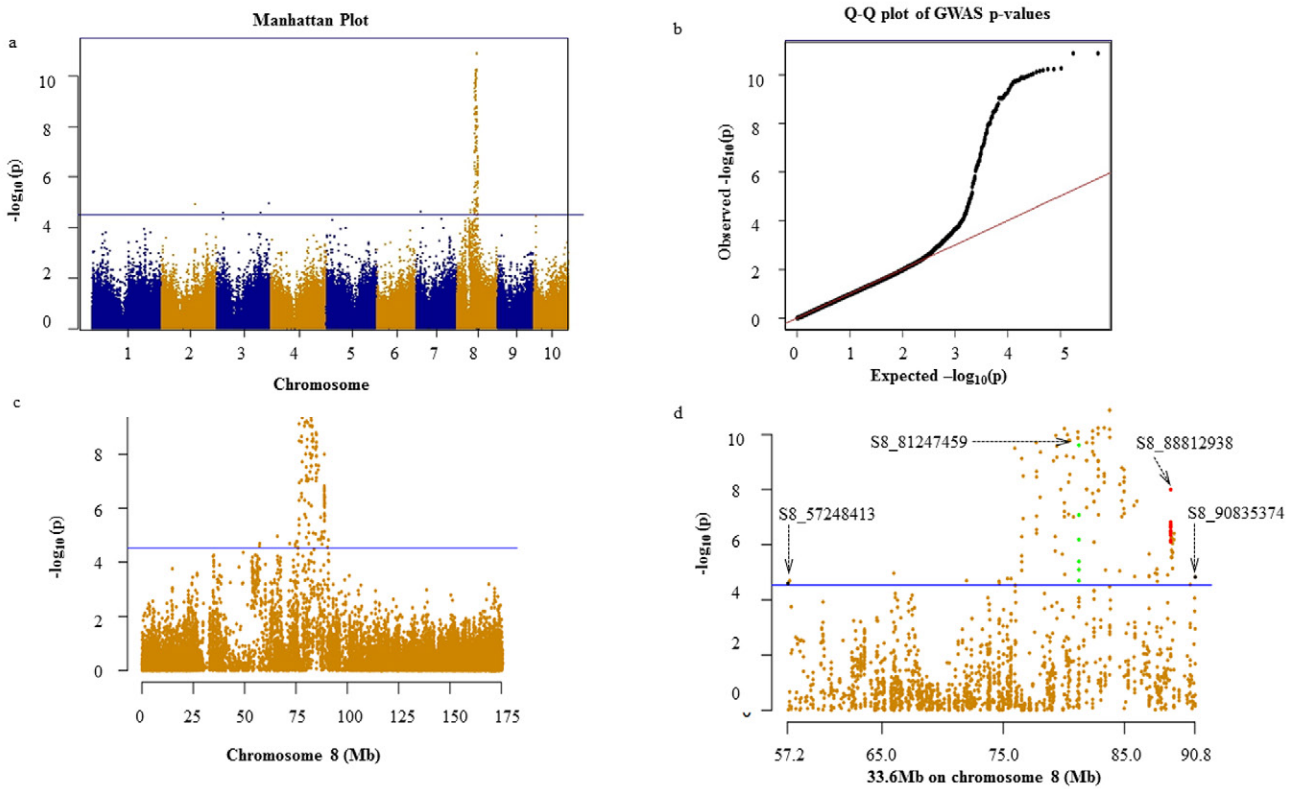 a
Manhattan Plot
-log10(p)
10
8
6
4
2
0
1 2 3 4 5 6 7 8 9 10
Chromosome
b
Q-Q plot of GWAS p-values
Observed -log10(p)
10
8
6
4
2
0
0 1 2 3 4 5
Expected –log10(p)
c
-log10(p)
8
6
4
2
0
0 25 50 75 100 125 150 175
Chromosome 8 (Mb)
d
S8_81247459
S8_88812938
S8_57248413
S8_90835374
-log10(p)
10
8
6
4
2
0
57.2 65.0 75.0 85.0 90.8
33.6Mb on chromosome 8 (Mb)